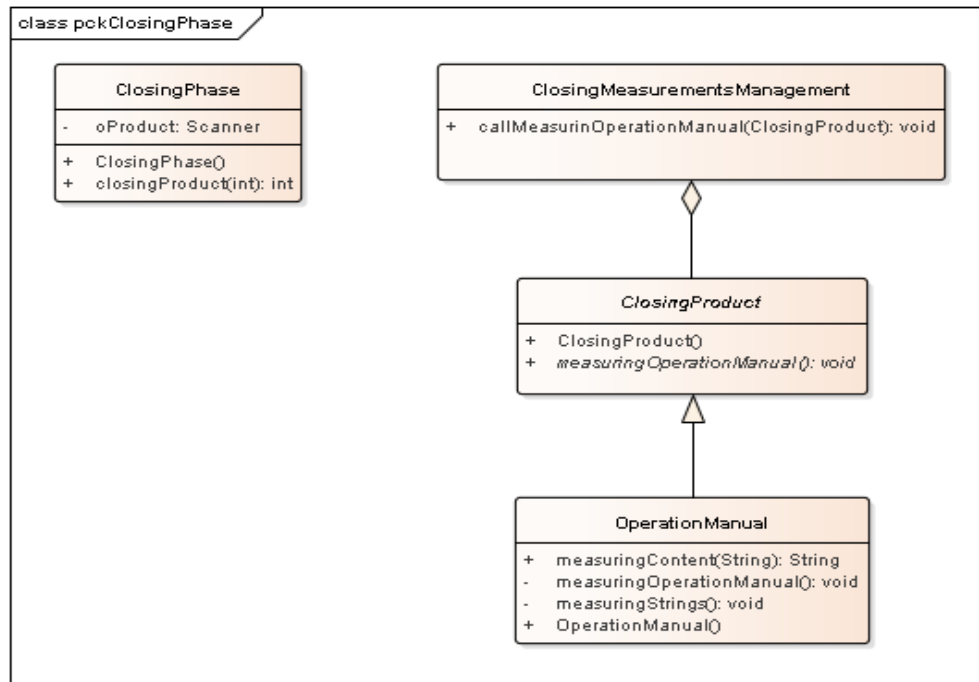 class pckClosingPhase
ClosingPhase
- oProduct: Scanner
+ ClosingPhase()
+ closingProduct(int): int
ClosingMeasurementsManagement
+ callMeasurinOperationManual(ClosingProduct): void
ClosingProduct
+ ClosingProduct()
+ measuringOperationManual(): void
OperationManual
+ measuringContent(String): String
- measuringOperationManual(): void
- measuringStrings(): void
+ OperationManual()